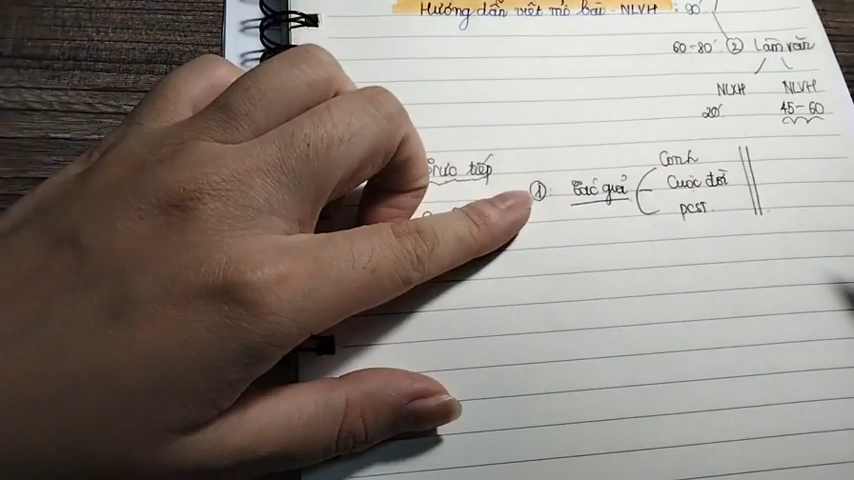 Hướng dẫn viết mở bài - NLVH : 90'
60-80' ② Làm văn
NLXH NLVH
20' 45-60
Trực tiếp
① Tác giả
Con ng
Cuộc đời
PCST